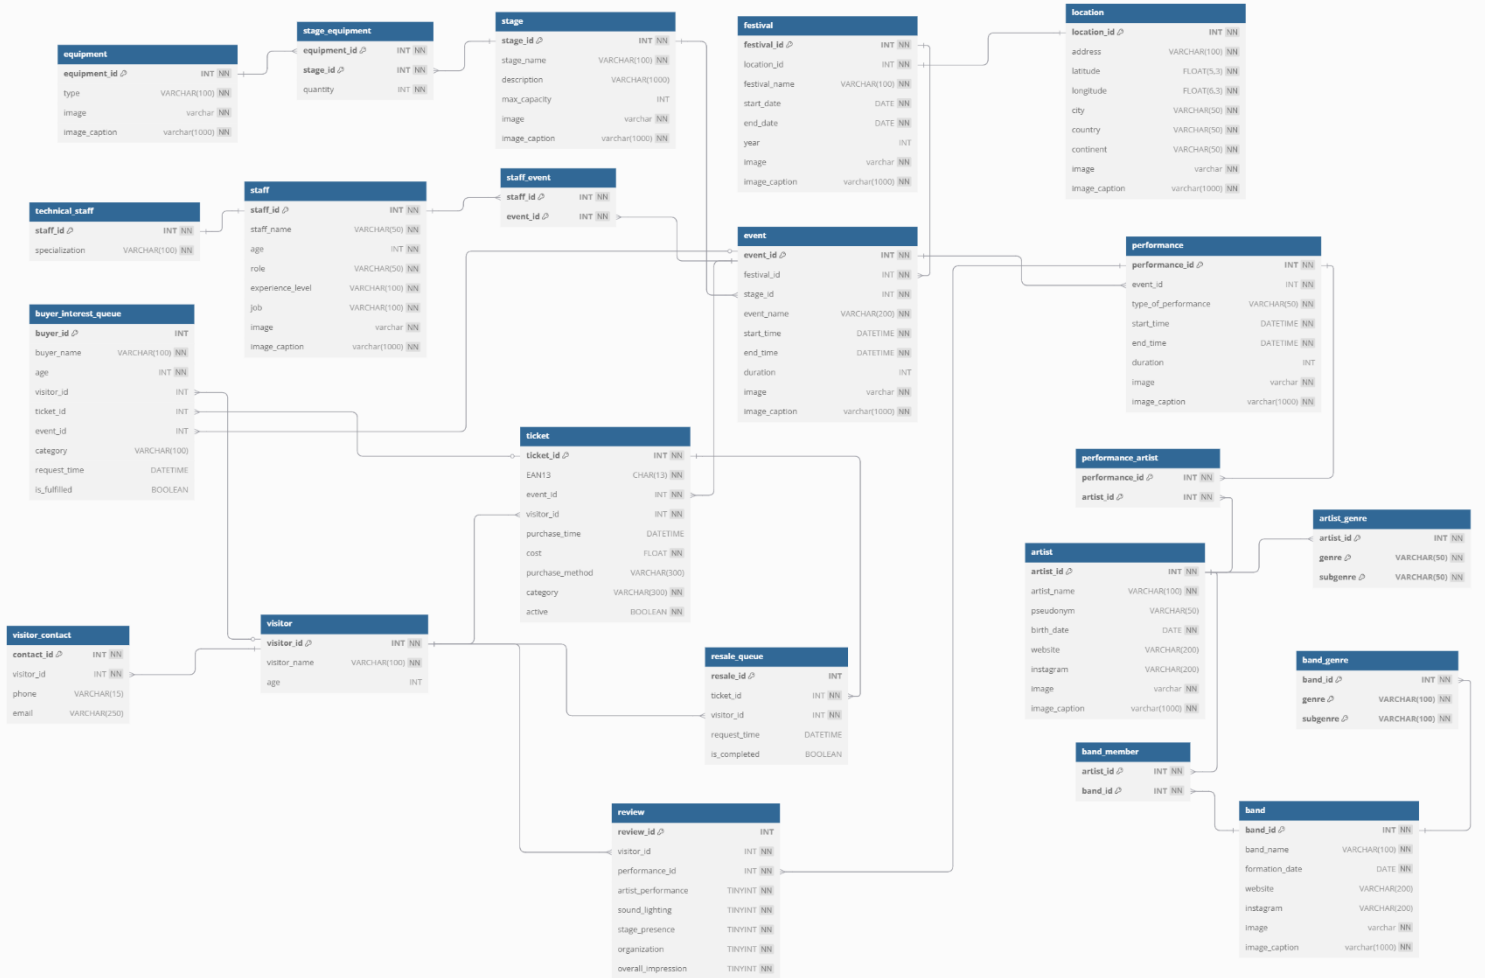 equipment
equipment_id INT NN
type VARCHAR(100) NN
image varchar NN
image_caption varchar(1000) NN
stage_equipment
equipment_id INT NN
stage_id INT NN
quantity INT NN
stage
stage_id INT NN
stage_name VARCHAR(100) NN
description VARCHAR(1000)
max_capacity INT
image varchar NN
image_caption varchar(1000) NN
festival
festival_id INT NN
location_id INT NN
festival_name VARCHAR(100) NN
start_date DATE NN
end_date DATE NN
year INT
image varchar NN
image_caption varchar(1000) NN
location
location_id INT NN
address VARCHAR(100) NN
latitude FLOAT(5,3) NN
longitude FLOAT(6,3) NN
city VARCHAR(50) NN
country VARCHAR(50) NN
continent VARCHAR(50) NN
image varchar NN
image_caption varchar(1000) NN
technical_staff
staff_id INT NN
specialization VARCHAR(100) NN
staff
staff_id INT NN
staff_name VARCHAR(50) NN
age INT NN
role VARCHAR(50) NN
experience_level VARCHAR(100) NN
job VARCHAR(100) NN
image varchar NN
image_caption varchar(1000) NN
staff_event
staff_id INT NN
event_id INT NN
event
event_id INT NN
festival_id INT NN
stage_id INT NN
event_name VARCHAR(200) NN
start_time DATETIME NN
end_time DATETIME NN
duration INT
image varchar NN
image_caption varchar(1000) NN
performance
performance_id INT NN
event_id INT NN
type_of_performance VARCHAR(50) NN
start_time DATETIME NN
end_time DATETIME NN
duration INT
image varchar NN
image_caption varchar(1000) NN
buyer_interest_queue
buyer_id INT
buyer_name VARCHAR(100) NN
age INT NN
visitor_id INT
ticket_id INT
event_id INT
category VARCHAR(100)
request_time DATETIME
is_fulfilled BOOLEAN
ticket
ticket_id INT NN
EAN13 CHAR(13) NN
event_id INT NN
visitor_id INT NN
purchase_time DATETIME
cost FLOAT NN
purchase_method VARCHAR(300)
category VARCHAR(300) NN
active BOOLEAN NN
performance_artist
performance_id INT NN
artist_id INT NN
artist_genre
artist_id INT NN
genre VARCHAR(50) NN
subgenre VARCHAR(50) NN
artist
artist_id INT NN
artist_name VARCHAR(100) NN
pseudonym VARCHAR(50)
birth_date DATE NN
website VARCHAR(200)
instagram VARCHAR(200)
image varchar NN
image_caption varchar(1000) NN
visitor_contact
contact_id INT NN
visitor_id INT NN
phone VARCHAR(15)
email VARCHAR(250)
visitor
visitor_id INT NN
visitor_name VARCHAR(100) NN
age INT
resale_queue
resale_id INT
ticket_id INT NN
visitor_id INT NN
request_time DATETIME
is_completed BOOLEAN
band_genre
band_id INT NN
genre VARCHAR(100) NN
subgenre VARCHAR(100) NN
band_member
artist_id INT NN
band_id INT NN
band
band_id INT NN
band_name VARCHAR(100) NN
formation_date DATE NN
website VARCHAR(200)
instagram VARCHAR(200)
image varchar NN
image_caption varchar(1000) NN
review
review_id INT
visitor_id INT NN
performance_id INT NN
artist_performance TINYINT NN
sound_lighting TINYINT NN
stage_presence TINYINT NN
organization TINYINT NN
overall_impression TINYINT NN